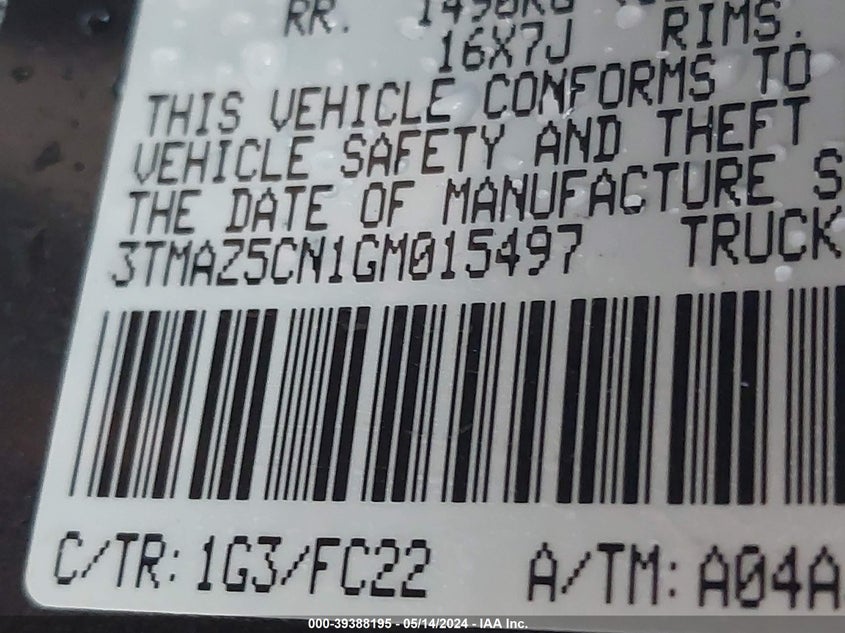 RR. 1490KG
16X7J RIMS.
THIS VEHICLE CONFORMS TO
VEHICLE SAFETY AND THEFT
THE DATE OF MANUFACTURE S
3TMAZ5CN1GM015497 TRUCK
C/TR: 1G3/FC22 A/TM: A04A
000-39388195 - 05/14/2024 - IAA Inc.